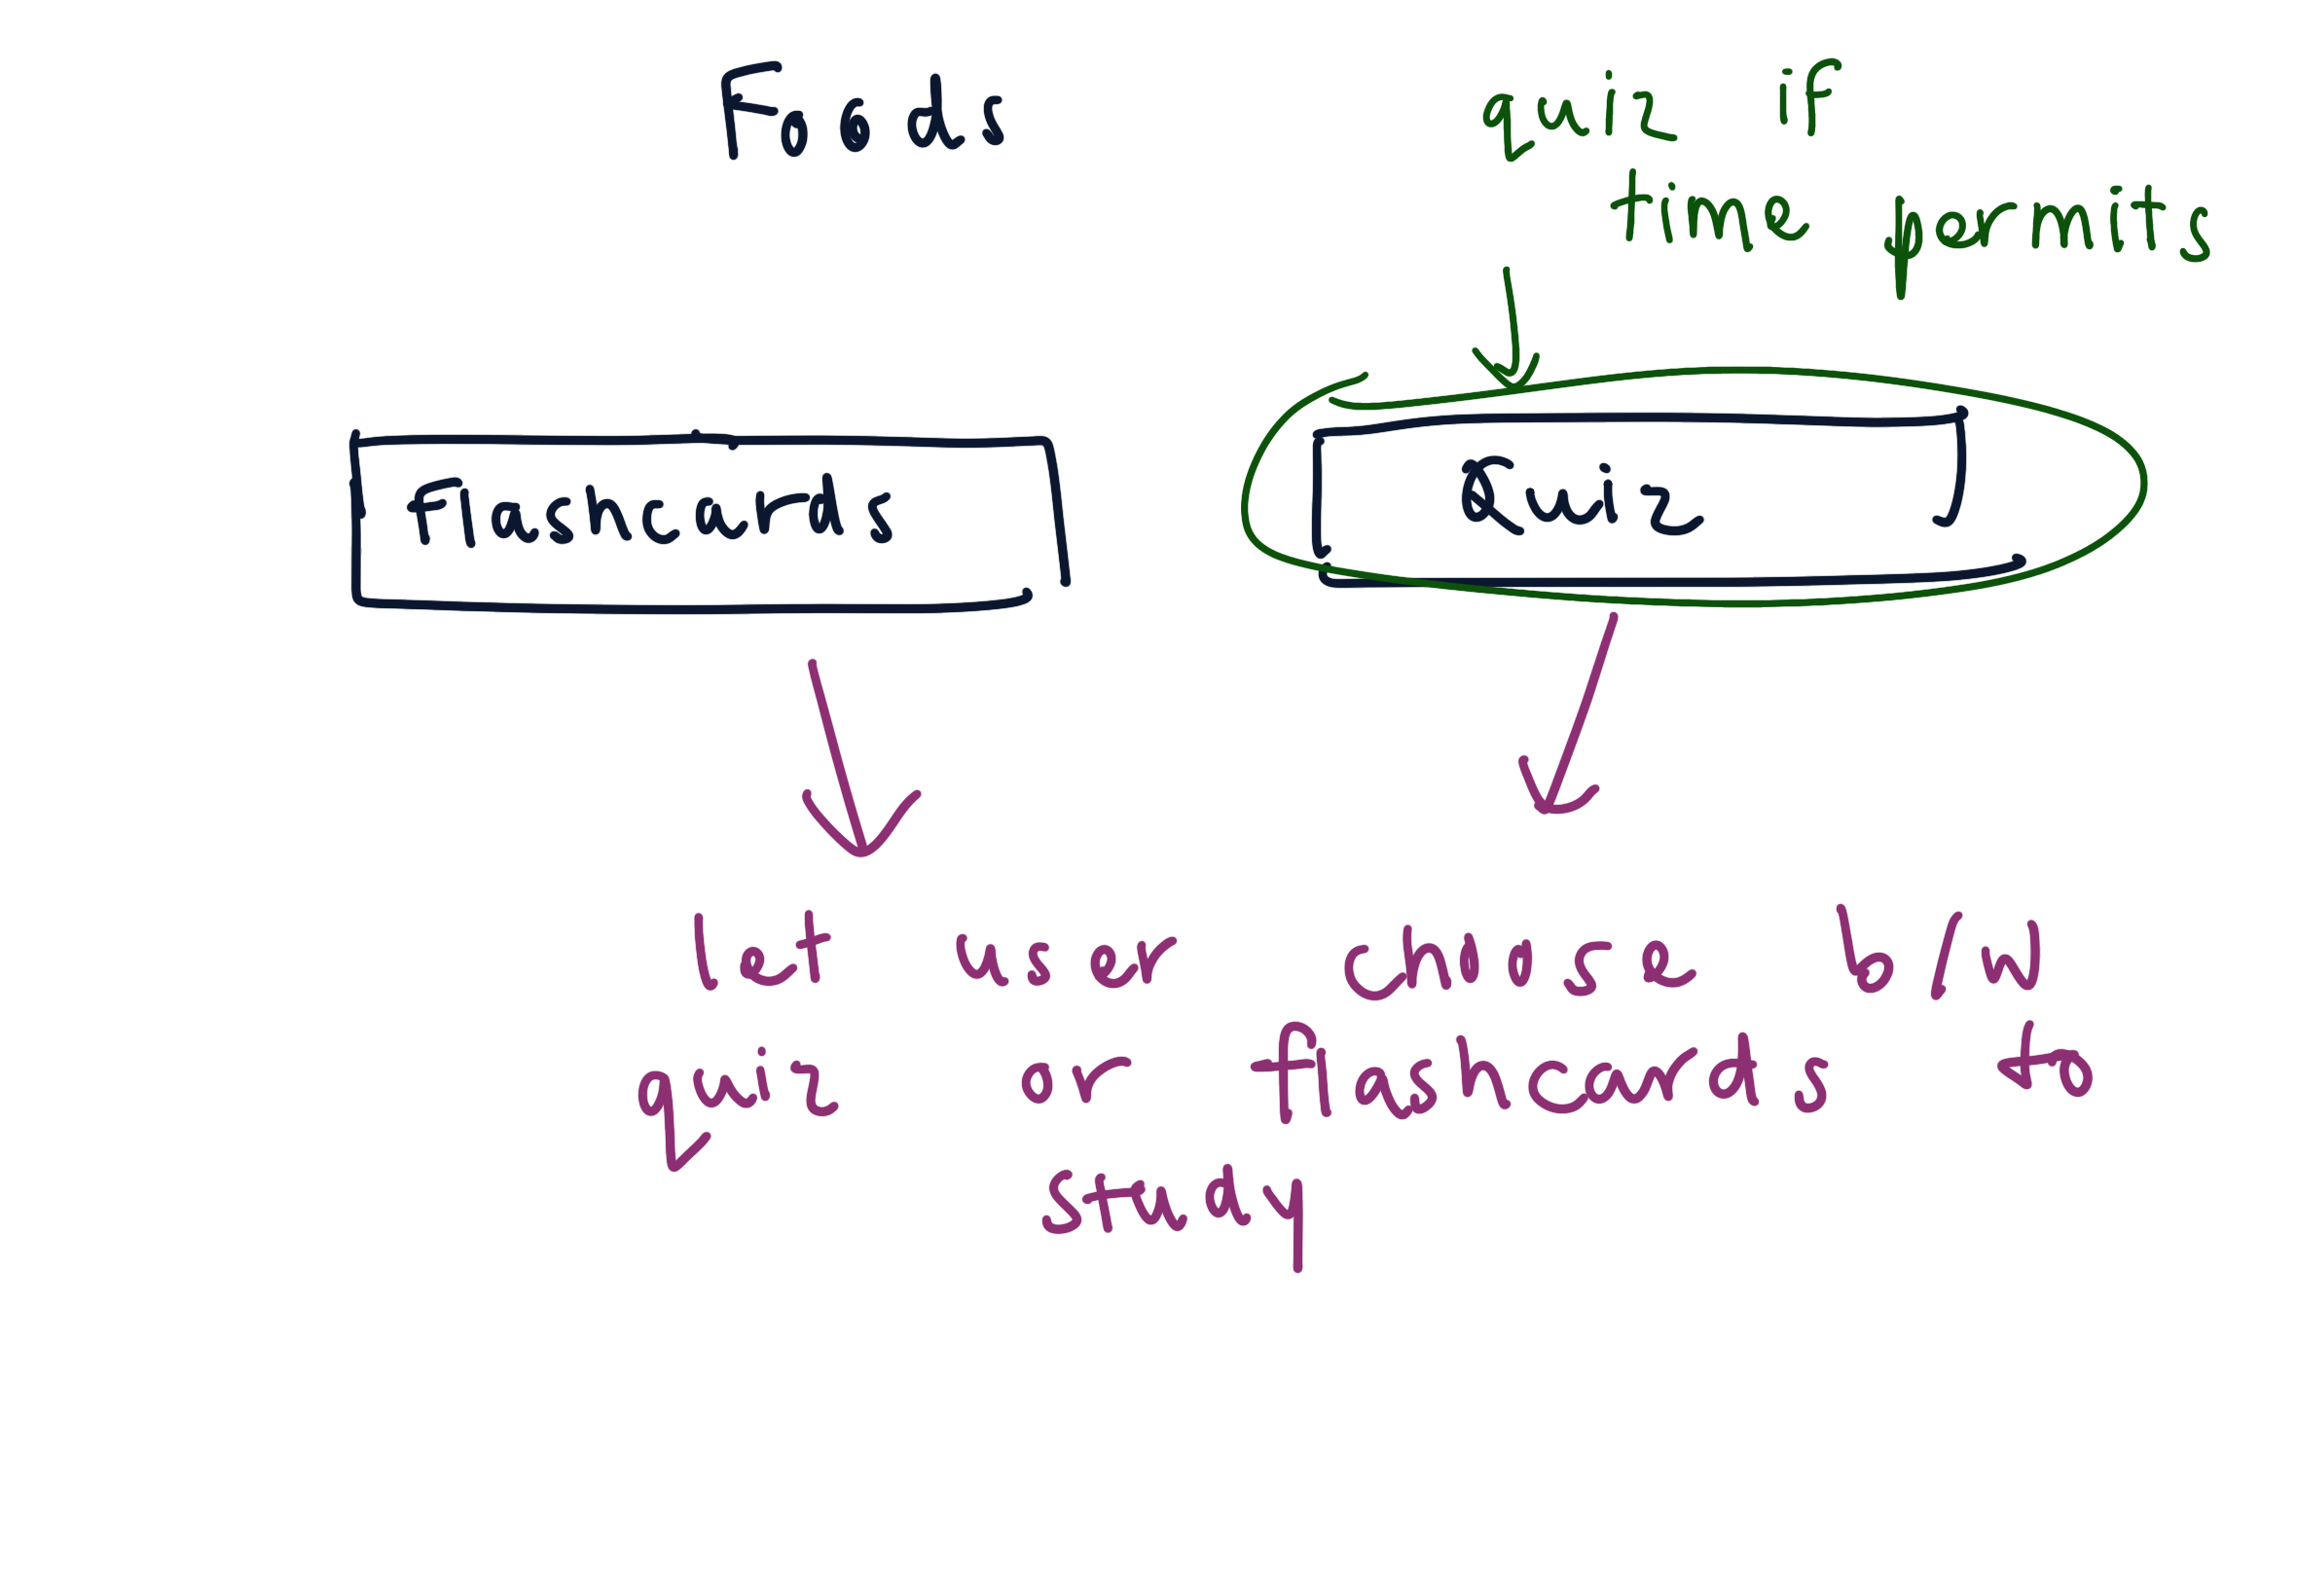 Foods
quiz if
time permits
Flashcards
Quiz
let user choose b/w
quiz or flashcards to
study